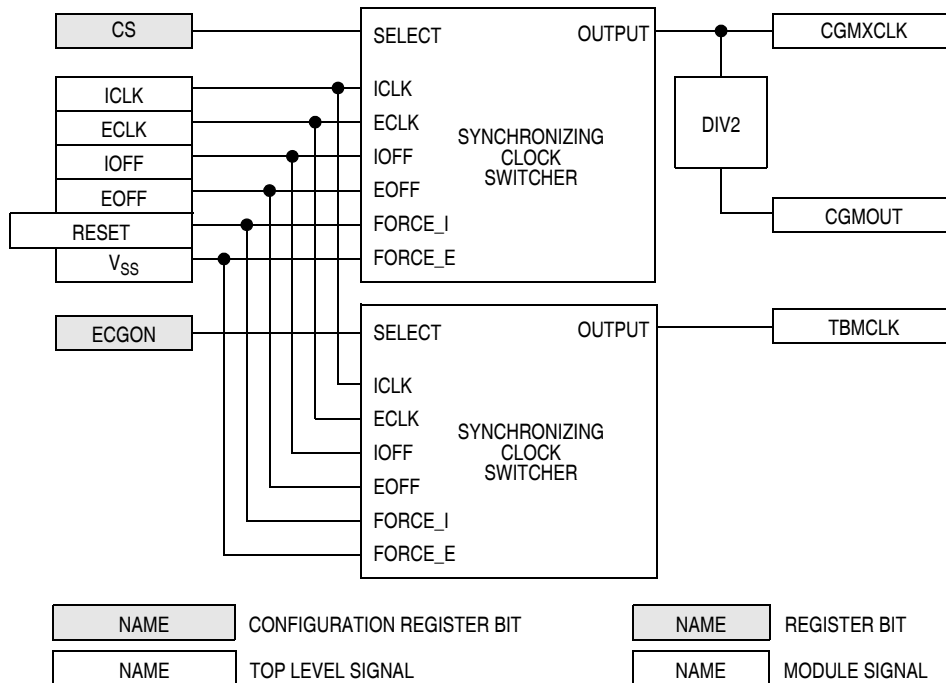 CS
SELECT
OUTPUT
CGMXCLK
ICLK
ECLK
IOFF
EOFF
RESET
VSS
ICLK
ECLK
IOFF
EOFF
FORCE_I
FORCE_E
SYNCHRONIZING
CLOCK
SWITCHER
DIV2
CGMOUT
ECGON
SELECT
OUTPUT
TBMCLK
ICLK
ECLK
IOFF
EOFF
FORCE_I
FORCE_E
SYNCHRONIZING
CLOCK
SWITCHER
NAME CONFIGURATION REGISTER BIT
NAME REGISTER BIT
NAME TOP LEVEL SIGNAL
NAME MODULE SIGNAL